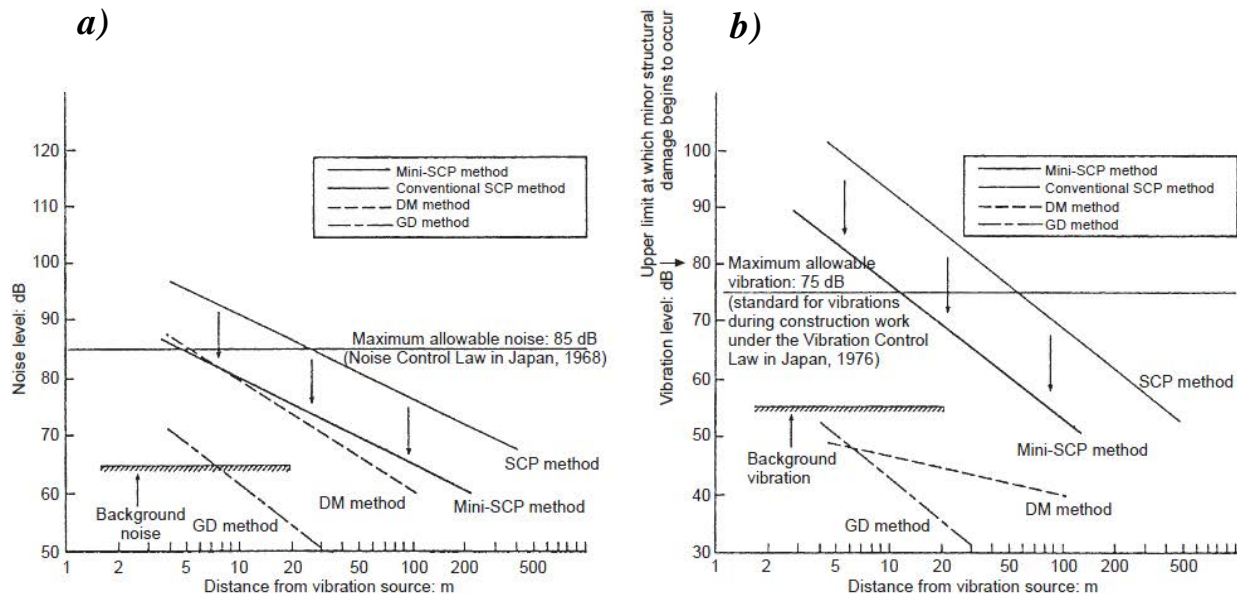 a)
120
110
100
90
80
70
60
50
Noise level: dB
Mini-SCP method
Conventional SCP method
DM method
GD method
Maximum allowable noise: 85 dB
(Noise Control Law in Japan, 1968)
SCP method
Mini-SCP method
DM method
GD method
Background
noise
1 2 5 10 20 50 100 200 500
Distance from vibration source: m
b)
Upper limit at which minor structural
damage begins to occur
100
90
80
70
60
50
40
30
Vibration level: dB
Mini-SCP method
Conventional SCP method
DM method
GD method
Maximum allowable
vibration: 75 dB
(standard for vibrations
during construction work
under the Vibration Control
Law in Japan, 1976)
SCP method
Mini-SCP method
Background
vibration
DM method
GD method
1 2 5 10 20 50 100 200 500
Distance from vibration source: m